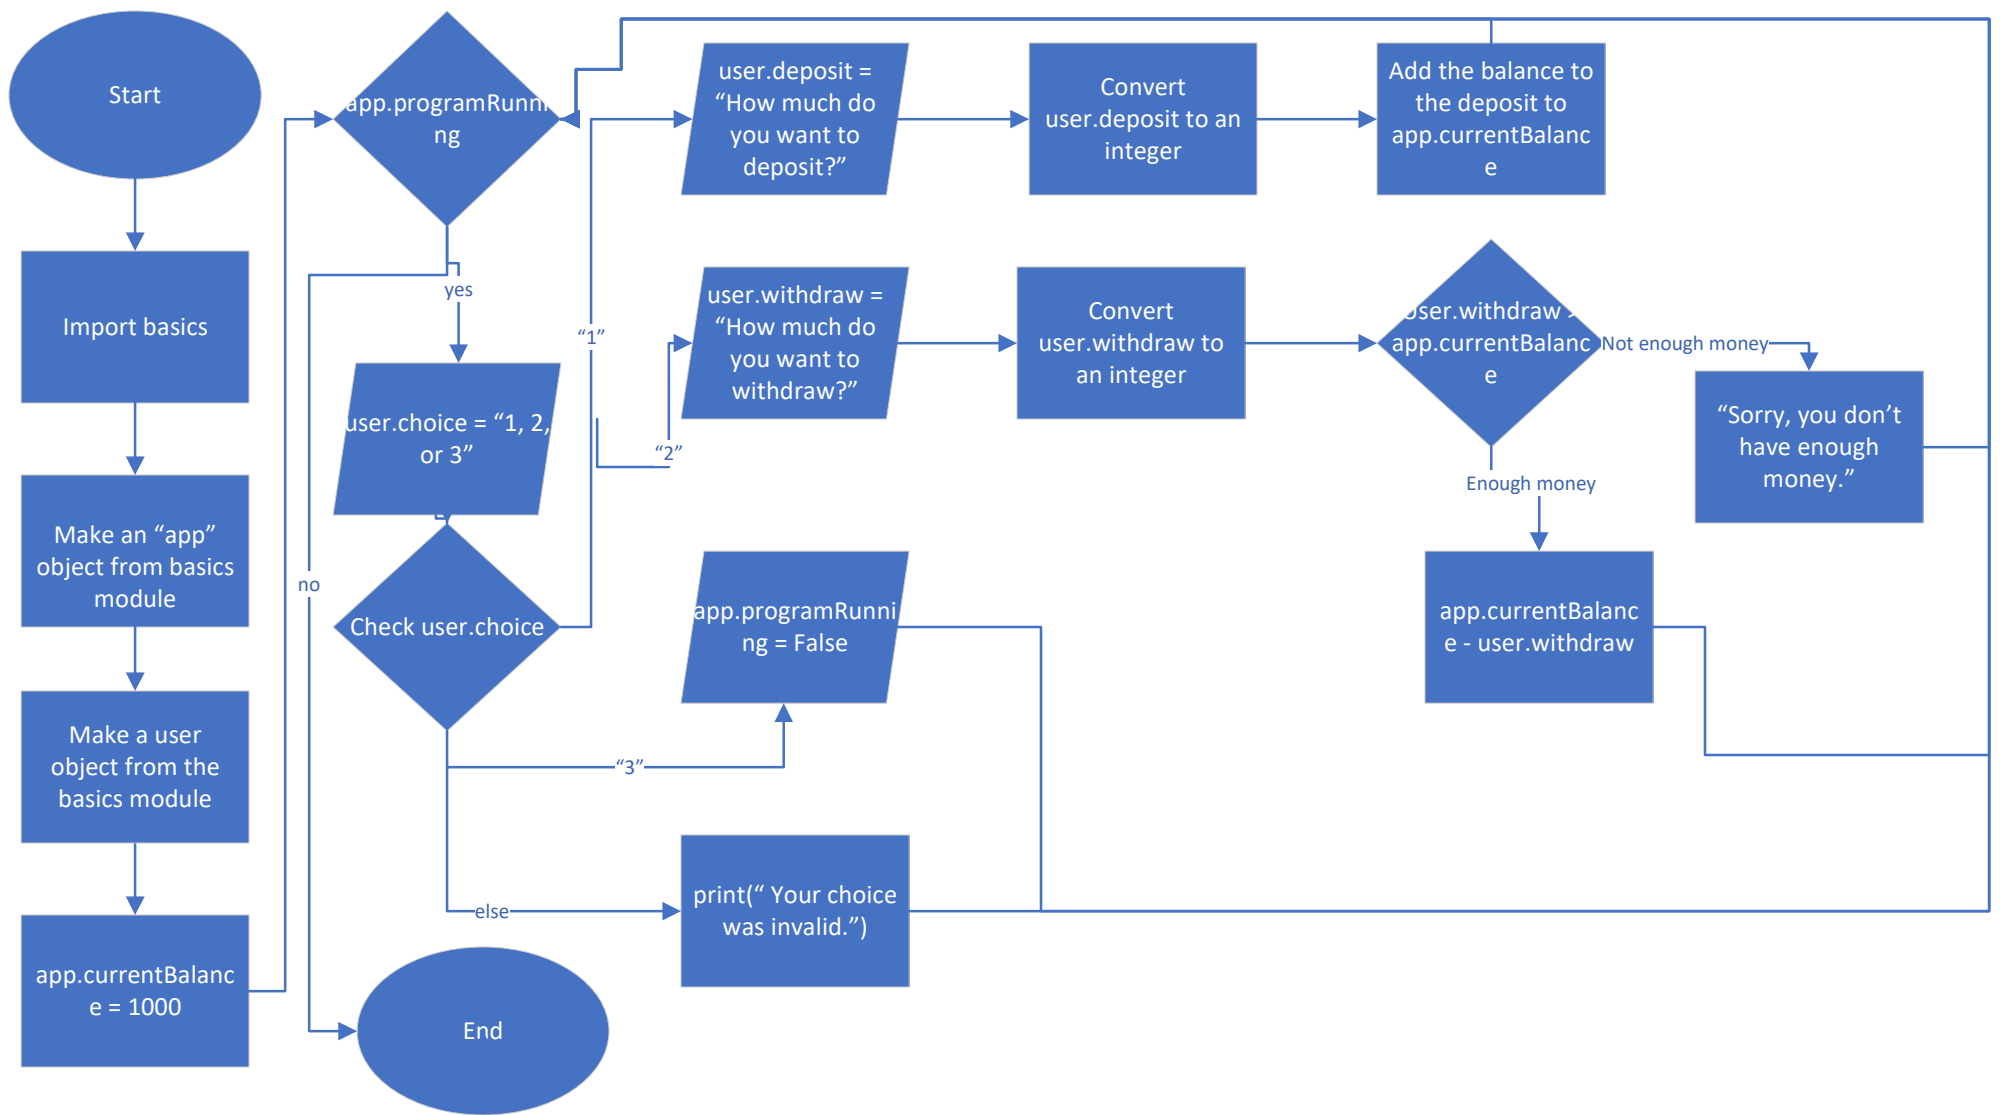 Start
Import basics
Make an “app”
object from basics
module
Make a user
object from the
basics module
app.currentBalanc
e = 1000
app.programRunni
ng
yes
no
user.choice = “1, 2,
or 3”
Check user.choice
“1”
“2”
“3”
else
End
user.deposit =
“How much do
you want to
deposit?”
Convert
user.deposit to an
integer
Add the balance to
the deposit to
app.currentBalanc
e
user.withdraw =
“How much do
you want to
withdraw?”
Convert
user.withdraw to
an integer
User.withdraw >
app.currentBalanc
e
Not enough money
“Sorry, you don’t
have enough
money.”
Enough money
app.currentBalanc
e - user.withdraw
app.programRunni
ng = False
print(“ Your choice
was invalid.”)